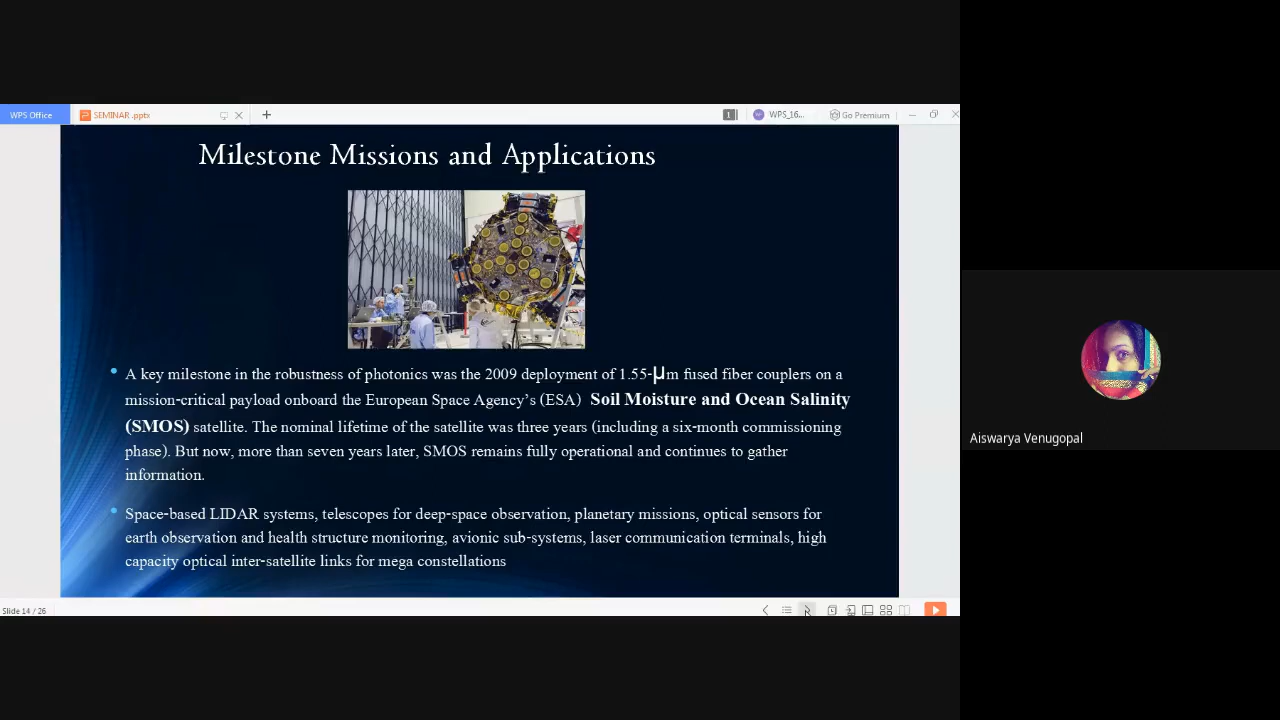 WPS Office
SEMINAR .pptx
WPS_16...
Go Premium
Milestone Missions and Applications
A key milestone in the robustness of photonics was the 2009 deployment of 1.55-μm fused fiber couplers on a
mission-critical payload onboard the European Space Agency’s (ESA) Soil Moisture and Ocean Salinity
(SMOS) satellite. The nominal lifetime of the satellite was three years (including a six-month commissioning
phase). But now, more than seven years later, SMOS remains fully operational and continues to gather
information.
Space-based LIDAR systems, telescopes for deep-space observation, planetary missions, optical sensors for
earth observation and health structure monitoring, avionic sub-systems, laser communication terminals, high
capacity optical inter-satellite links for mega constellations
Aiswarya Venugopal
Slide 14 / 26